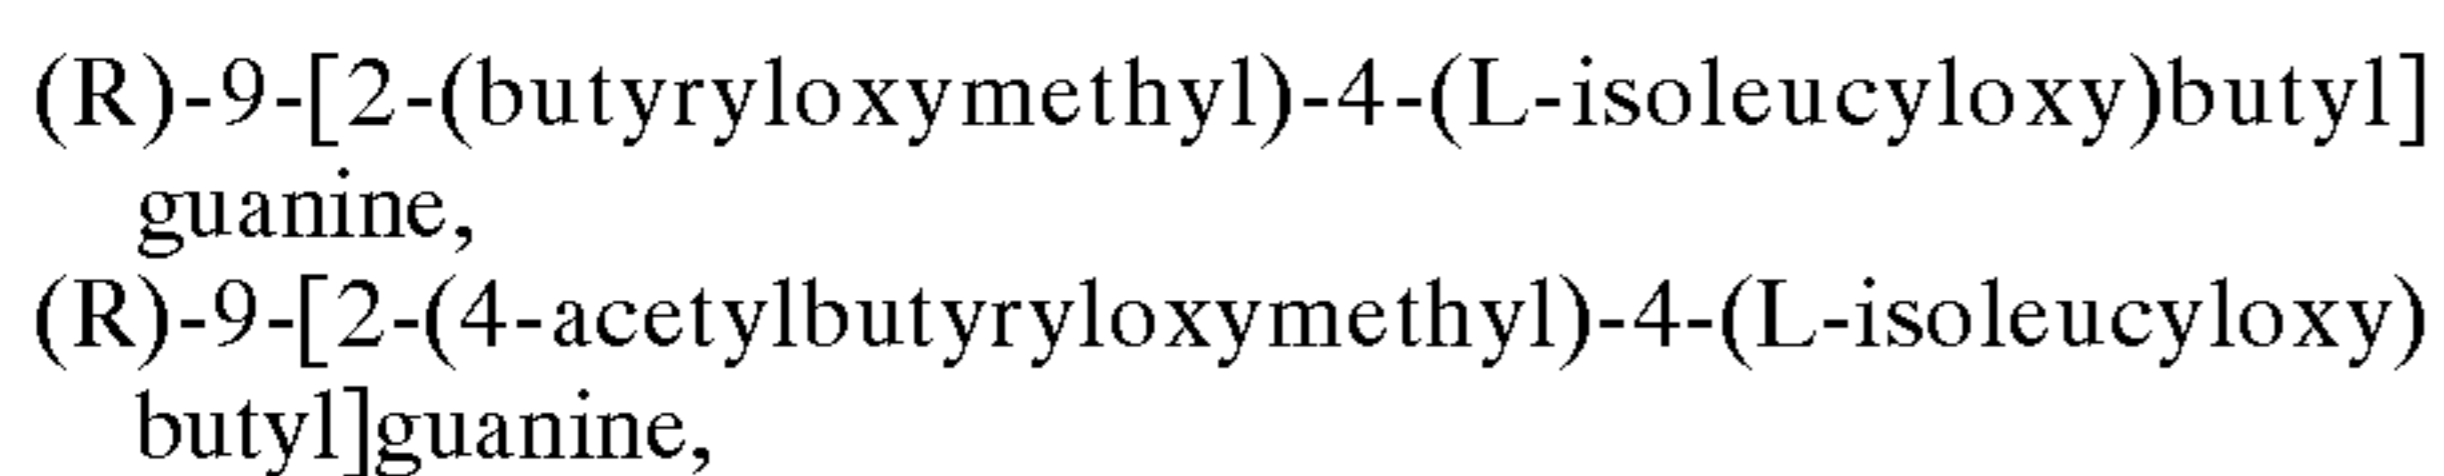 (R)-9-[2-(butyryloxymethyl)-4-(L-isoleucyloxy)butyl]
guanine,
(R)-9-[2-(4-acetylbutyryloxymethyl)-4-(L-isoleucyloxy)
butyl]guanine,